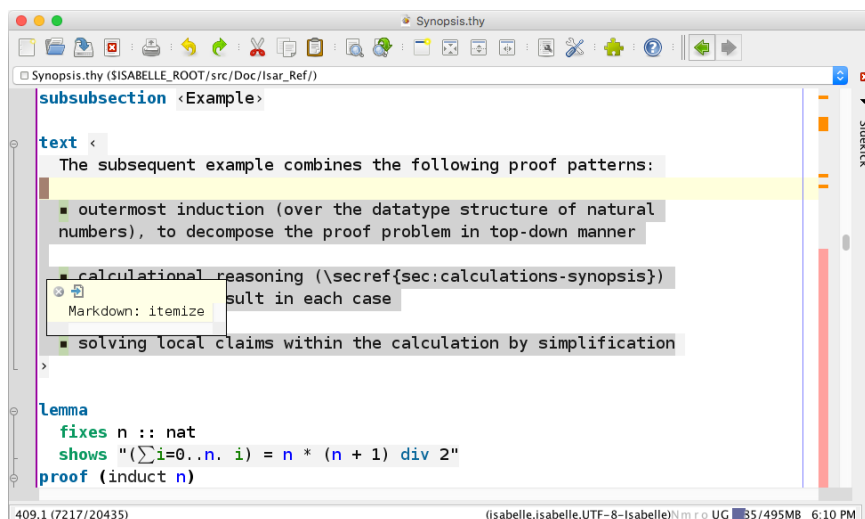 Synopsis.thy
Synopsis.thy ($ISABELLE_ROOT/src/Doc/Isar_Ref/)
subsubsection ‹Example›
text ‹
The subsequent example combines the following proof patterns:
▪ outermost induction (over the datatype structure of natural
numbers), to decompose the proof problem in top-down manner
▪ calculational reasoning (\secref{sec:calculations-synopsis})
sult in each case
Markdown: itemize
▪ solving local claims within the calculation by simplification
›
lemma
fixes n :: nat
shows "(∑i=0..n. i) = n * (n + 1) div 2"
proof (induct n)
409,1 (7217/20435)
(isabelle,isabelle,UTF-8-Isabelle)N m r o UG 35/495MB 6:10 PM
Sidekick